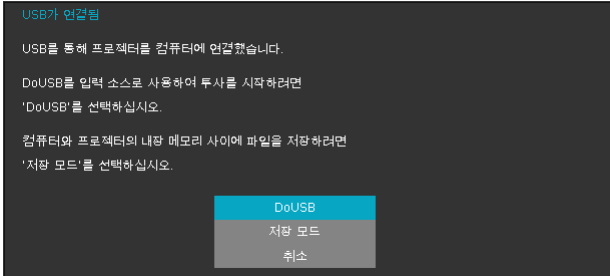 USB가 연결됨
USB를 통해 프로젝터를 컴퓨터에 연결했습니다.
DoUSB를 입력 소스로 사용하여 투사를 시작하려면
'DoUSB'를 선택하십시오.
컴퓨터와 프로젝터의 내장 메모리 사이에 파일을 저장하려면
'저장 모드'를 선택하십시오.
DoUSB
저장 모드
취소